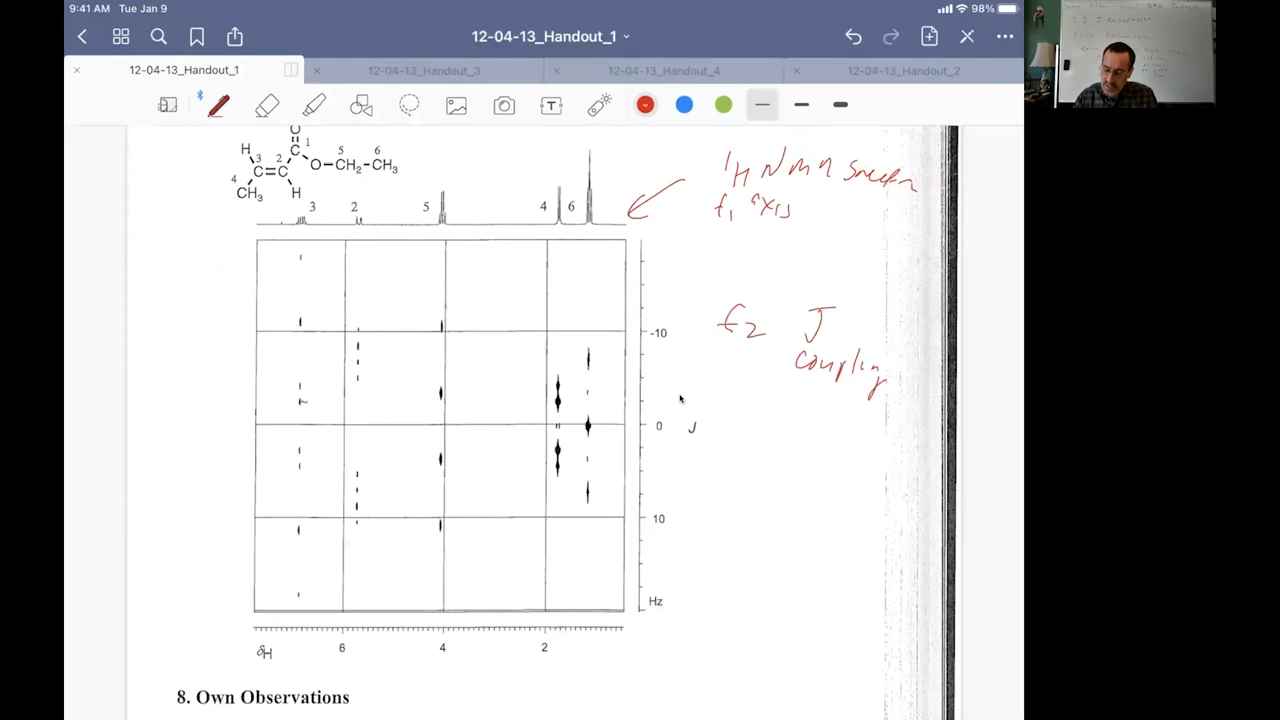 9:41 AM Tue Jan 9
98%
12-04-13_Handout_1
12-04-13_Handout_1
12-04-13_Handout_3
12-04-13_Handout_4
12-04-13_Handout_2
T
O
H
1
5
6
3
2
C
O—CH2—CH3
C=C
4
CH3
H
3
2
5
4
6
1H NMR
f1 axis
f2 J
coupling
-10
0
J
10
Hz
δH
6
4
2
8. Own Observations
2 D J-